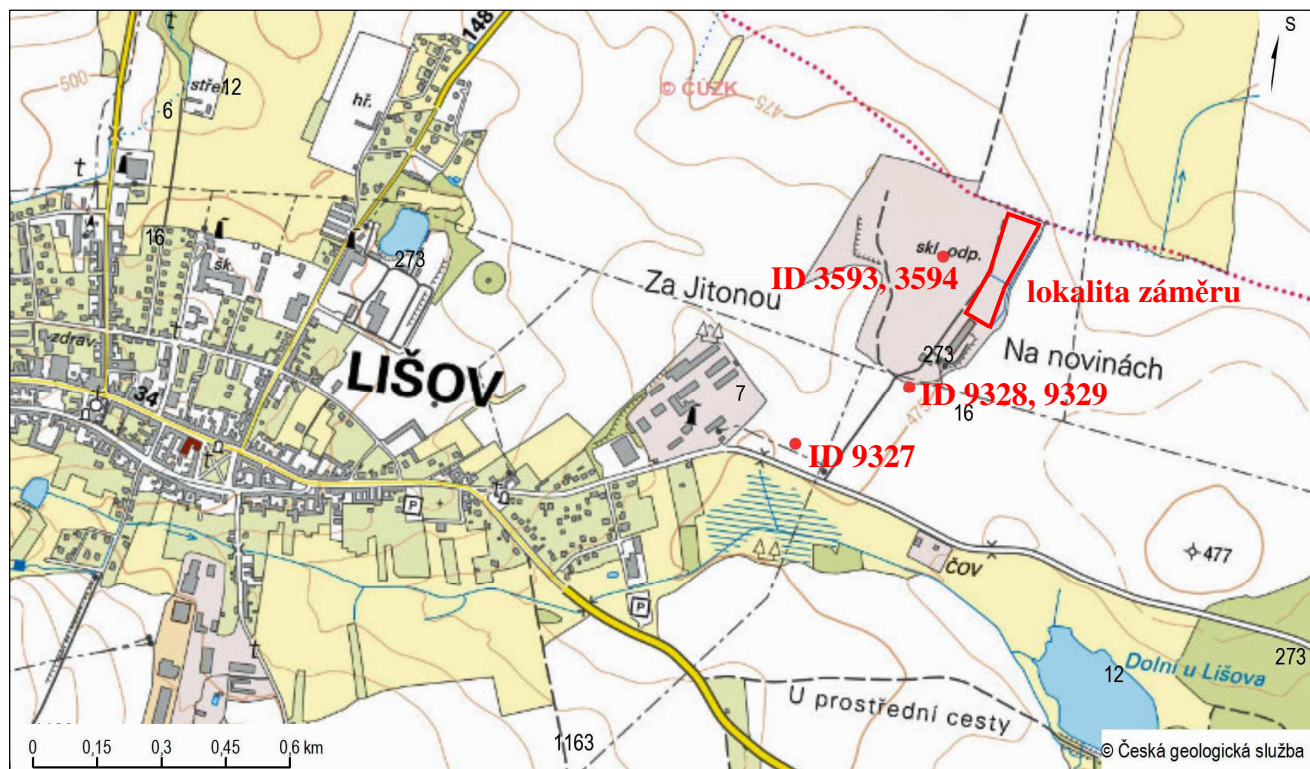 S
148
500
střel.
12
hř.
© ČÚZK
475
6
16
šk.
273
skl. odp.
ID 3593, 3594
lokalita záměru
Za Jitonou
zdrav.
34
LIŠOV
273
Na novinách
7
ID 9328, 9329
475
16
ID 9327
P
477
ČOV
P
273
12
Dolní u Lišova
U prostřední cesty
1163
0 0,15 0,3 0,45 0,6 km
© Česká geologická služba